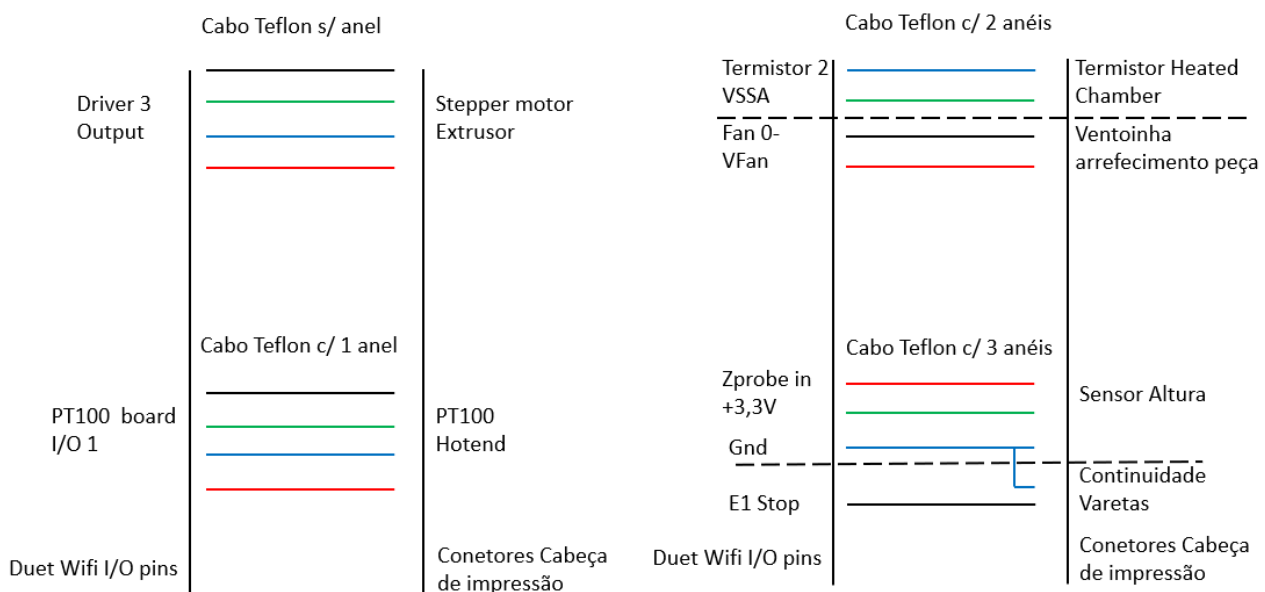 Cabo Teflon s/ anel
Driver 3
Output
Stepper motor
Extrusor
Cabo Teflon c/ 1 anel
PT100 board
I/O 1
PT100
Hotend
Duet Wifi I/O pins
Conetores Cabeça
de impressão
Cabo Teflon c/ 2 anéis
Termistor 2
VSSA
Termistor Heated
Chamber
Fan 0-
VFan
Ventoinha
arrefecimento peça
Cabo Teflon c/ 3 anéis
Zprobe in
+3,3V
Gnd
Sensor Altura
E1 Stop
Continuidade
Varetas
Duet Wifi I/O pins
Conetores Cabeça
de impressão